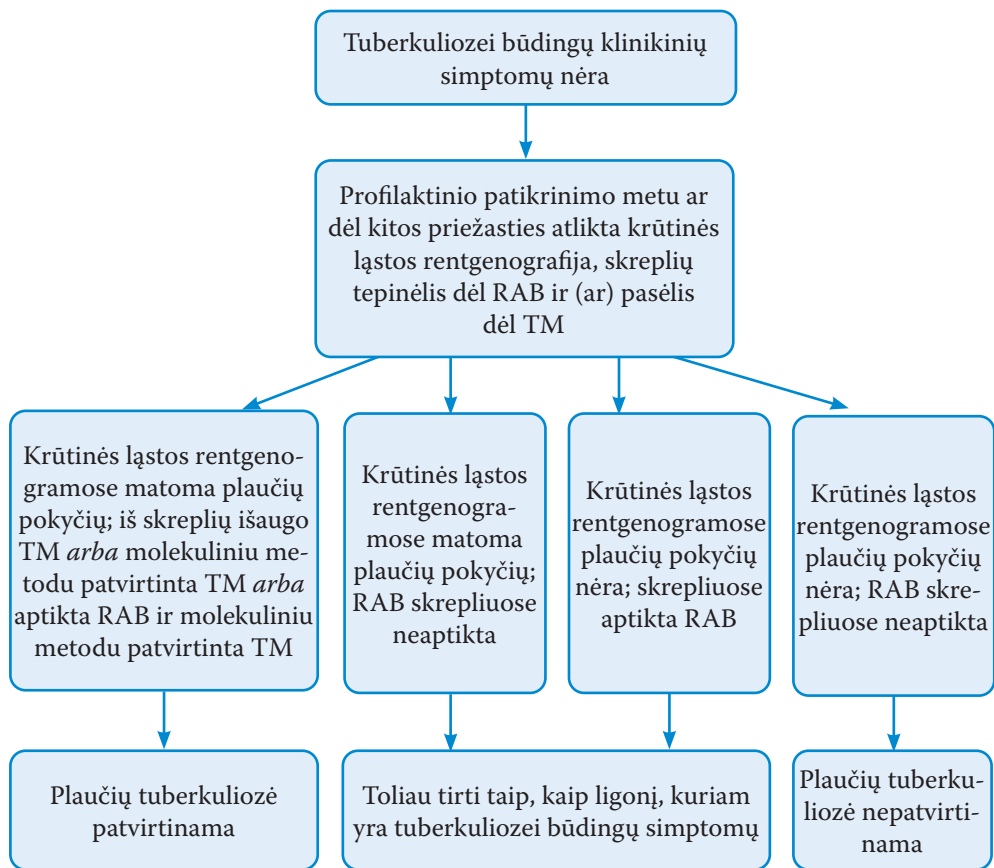 Tuberkuliozei būdingų klinikinių
simptomų nėra
Profilaktinio patikrinimo metu ar
dėl kitos priežasties atlikta krūtinės
ląstos rentgenografija, skreplių
tepinėlis dėl RAB ir (ar) pasėlis
dėl TM
Krūtinės ląstos rentgeno-
gramose matoma plaučių
pokyčių; iš skreplių išaugo
TM arba molekuliniu me-
todu patvirtinta TM arba
aptikta RAB ir molekuliniu
metodu patvirtinta TM
Krūtinės ląstos
rentgenogra-
mose matoma
plaučių pokyčių;
RAB skrepliuose
neaptikta
Krūtinės ląstos
rentgenogramose
plaučių pokyčių
nėra; skrepliuose
aptikta RAB
Krūtinės ląstos
rentgenogramose
plaučių pokyčių
nėra; RAB skre-
pliuose neaptikta
Plaučių tuberkuliozė
patvirtinama
Toliau tirti taip, kaip ligonį, kuriam
yra tuberkuliozei būdingų simptomų
Plaučių tuberku-
liozė nepatvirti-
nama